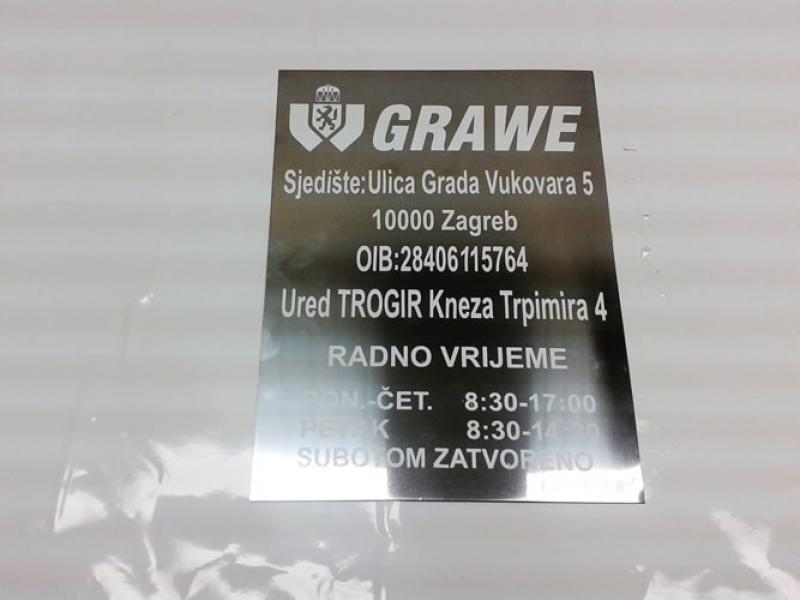 GRAWE
Sjedište:Ulica Grada Vukovara 5
10000 Zagreb
OIB:28406115764
Ured TROGIR Kneza Trpimira 4
RADNO VRIJEME
PON.-ČET. 8:30-17:00
PETAK 8:30-14:30
SUBOTOM ZATVORENO